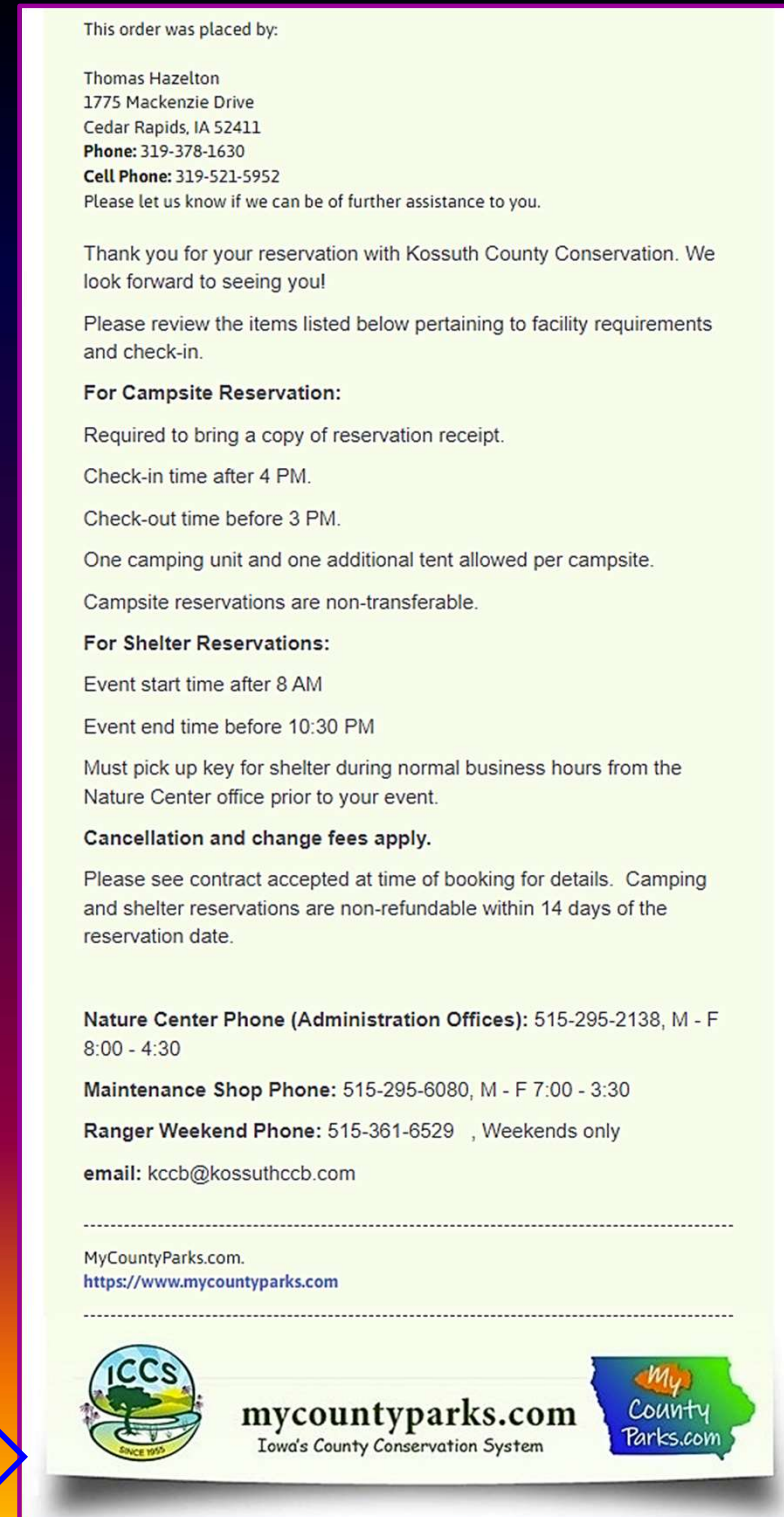 This order was placed by:
Thomas Hazelton
1775 Mackenzie Drive
Cedar Rapids, IA 52411
Phone: 319-378-1630
Cell Phone: 319-521-5952
Please let us know if we can be of further assistance to you.
Thank you for your reservation with Kossuth County Conservation. We
look forward to seeing you!
Please review the items listed below pertaining to facility requirements
and check-in.
For Campsite Reservation:
Required to bring a copy of reservation receipt.
Check-in time after 4 PM.
Check-out time before 3 PM.
One camping unit and one additional tent allowed per campsite.
Campsite reservations are non-transferable.
For Shelter Reservations:
Event start time after 8 AM
Event end time before 10:30 PM
Must pick up key for shelter during normal business hours from the
Nature Center office prior to your event.
Cancellation and change fees apply.
Please see contract accepted at time of booking for details.  Camping
and shelter reservations are non-refundable within 14 days of the
reservation date.
Nature Center Phone (Administration Offices): 515-295-2138, M - F
8:00 - 4:30
Maintenance Shop Phone: 515-295-6080, M - F 7:00 - 3:30
Ranger Weekend Phone: 515-361-6529   , Weekends only
email: kccb@kossuthccb.com
MyCountyParks.com.
https://www.mycountyparks.com
ICCS
SINCE 1955
mycountyparks.com
Iowa's County Conservation System
My
County
Parks.com